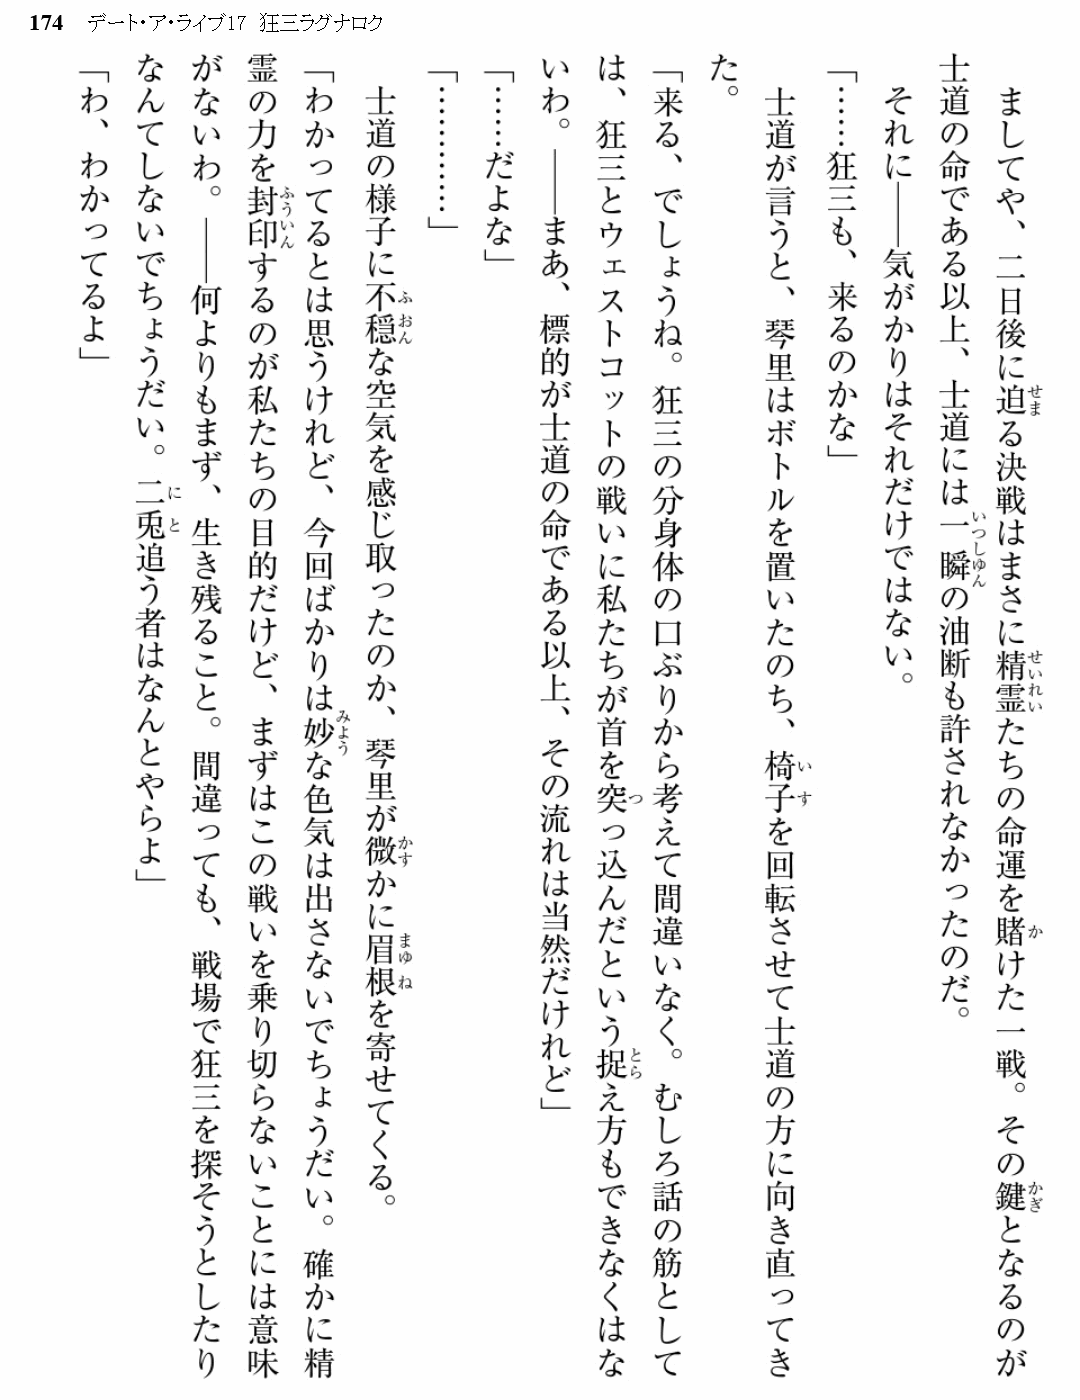 174 デート・ア・ライブ17 狂三ラグナロク
ましてや、二日後に迫る決戦はまさに精霊たちの命運を賭けた一戦。その鍵となるのが
士道の命である以上、士道には一瞬の油断も許されなかったのだ。
それに――気がかりはそれだけではない。
「……狂三も、来るのかな」
士道が言うと、琴里はボトルを置いたのち、椅子を回転させて士道の方に向き直ってき
た。
「来る、でしょうね。狂三の分身体の口ぶりから考えて間違いなく。むしろ話の筋として
は、狂三とウェストコットの戦いに私たちが首を突っ込んだという捉え方もできなくはな
いわ。――まあ、標的が士道の命である以上、その流れは当然だけれど」
「……だよな」
「…………」
士道の様子に不穏な空気を感じ取ったのか、琴里が微かに眉根を寄せてくる。
「わかってるとは思うけれど、今回ばかりは妙な色気は出さないでちょうだい。確かに精
霊の力を封印するのが私たちの目的だけど、まずはこの戦いを乗り切らないことには意味
がないわ。――何よりもまず、生き残ること。間違っても、戦場で狂三を探そうとしたり
なんてしないでちょうだい。二兎追う者はなんとやらよ」
「わ、わかってるよ」